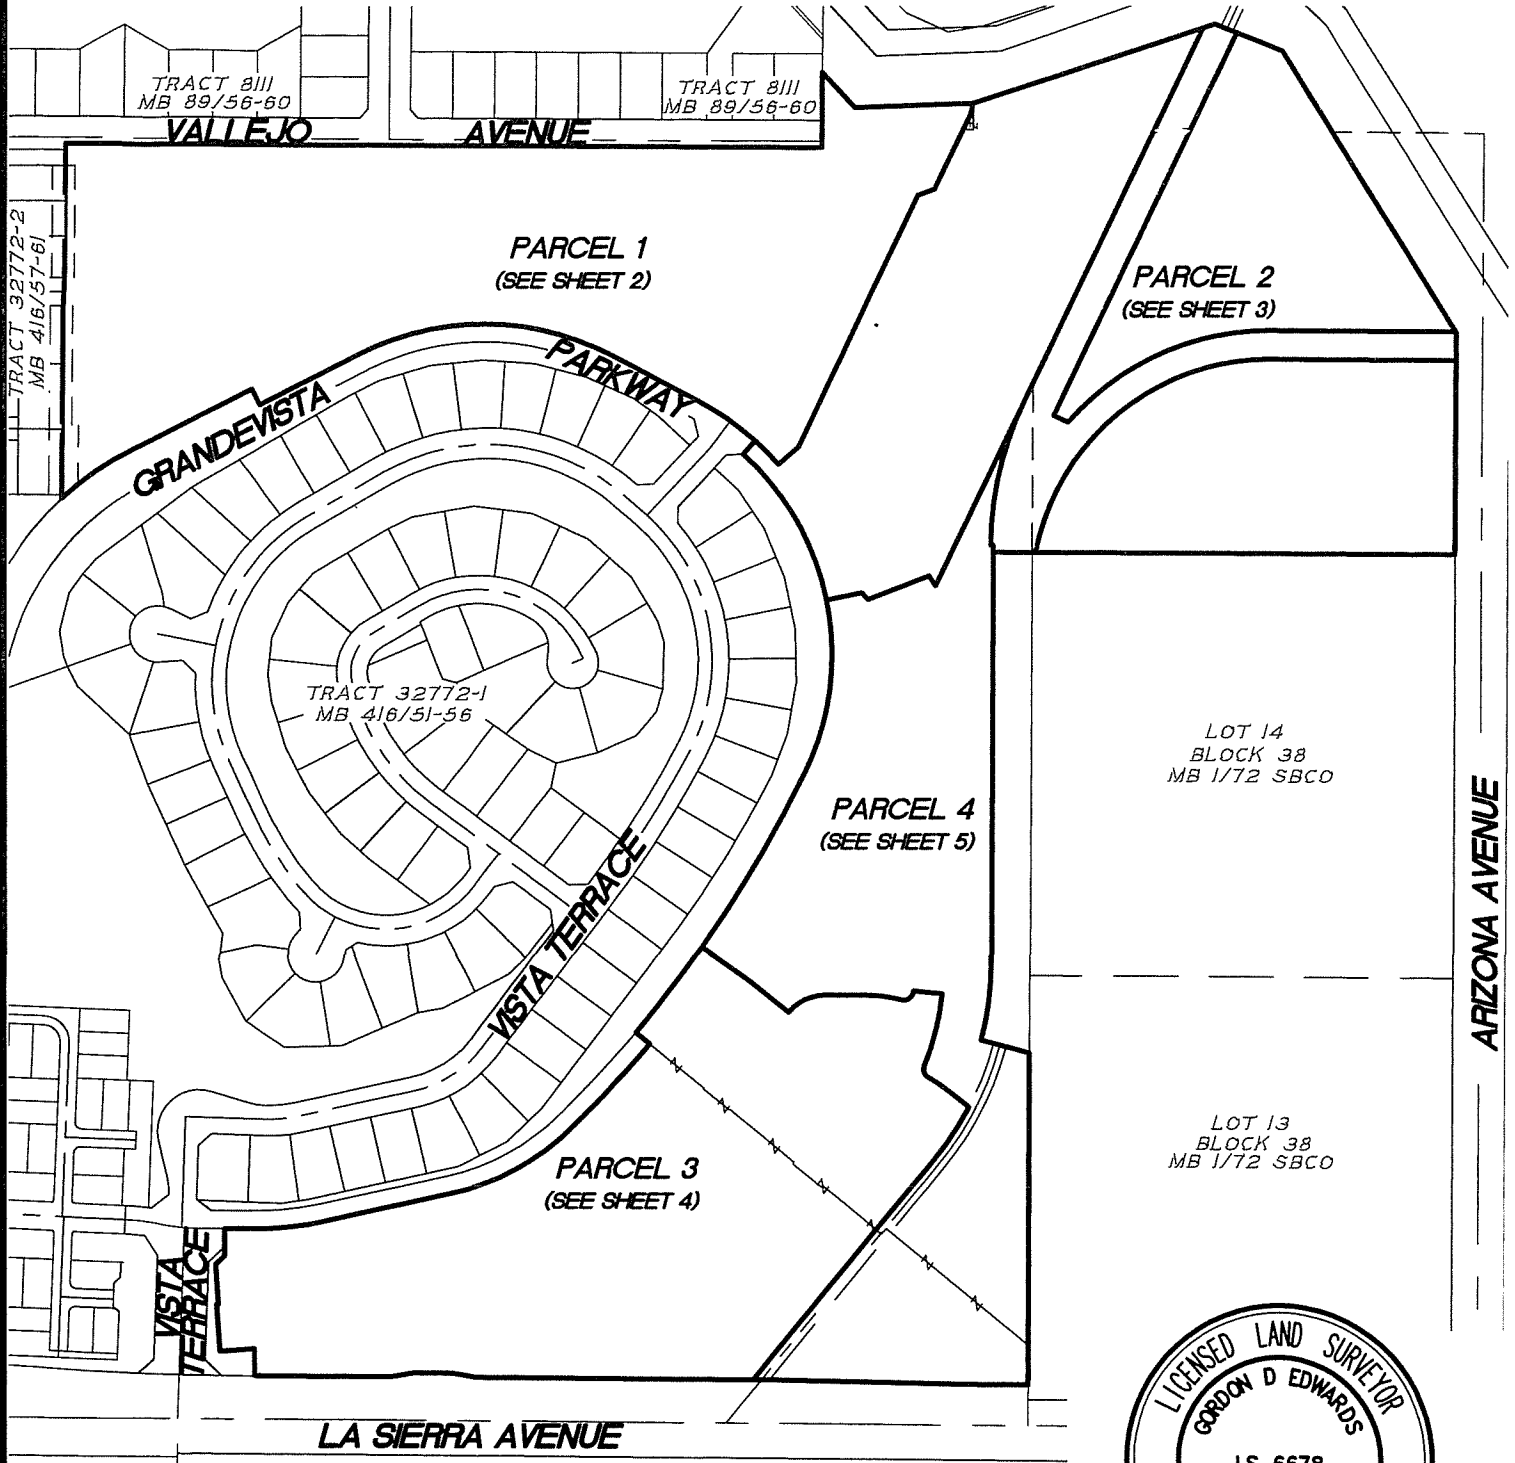 TRACT 8111
MB 89/56-60
TRACT 8111
MB 89/56-60
VALLEJO AVENUE
TRACT 32772-2
MB 416/57-61
PARCEL 1
(SEE SHEET 2)
PARCEL 2
(SEE SHEET 3)
GRANDEVISTA PARKWAY
TRACT 32772-1
MB 416/51-56
LOT 14
BLOCK 38
MB 1/72 SBCO
PARCEL 4
(SEE SHEET 5)
VISTA TERRACE
ARIZONA AVENUE
LOT 13
BLOCK 38
MB 1/72 SBCO
PARCEL 3
(SEE SHEET 4)
VISTA
TERRACE
LA SIERRA AVENUE
LICENSED LAND SURVEYOR
GORDON D EDWARDS
LS 6678